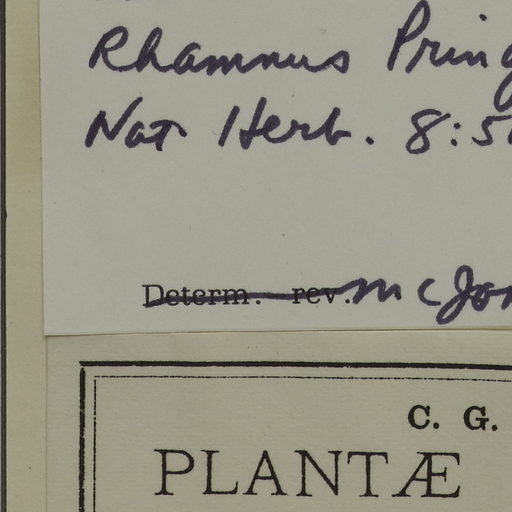 Rhamnus Pring
Nat Herb. 8:5
Determ. rev. McJon
C. G.
PLANTÆ